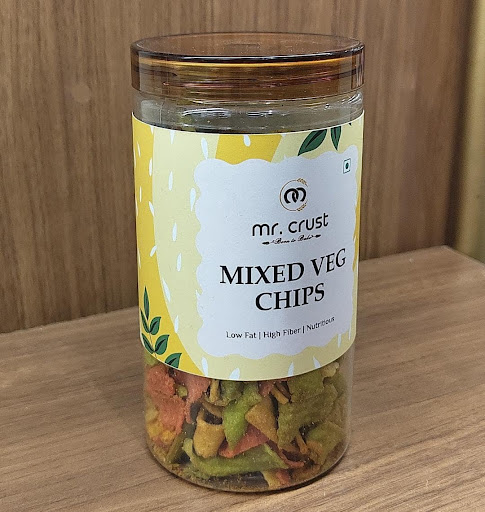 mr. crust
Born to Bake
MIXED VEG
CHIPS
Low Fat | High Fiber | Nutritious